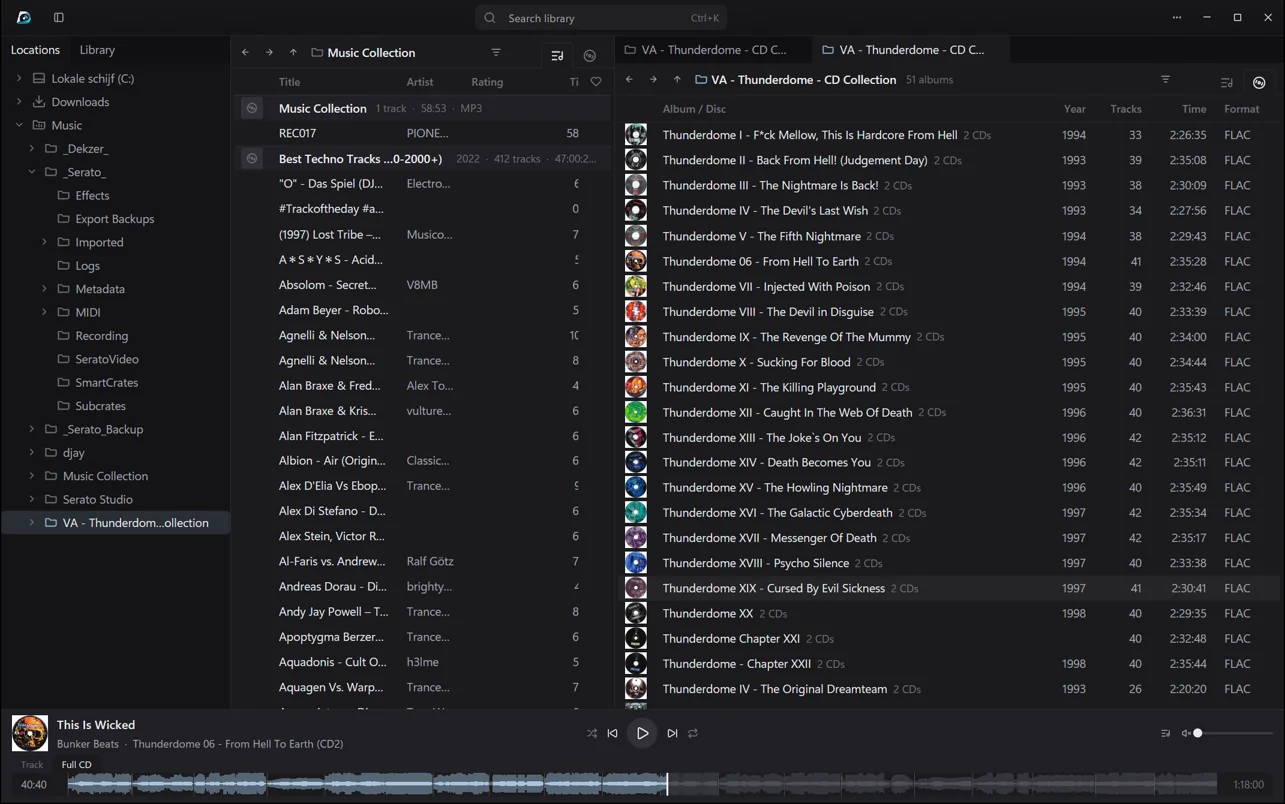 Search library Ctrl+K
Locations Library
Lokale schijf (C:)
Downloads
Music
_Dekzer_
_Serato_
Effects
Export Backups
Imported
Logs
Metadata
MIDI
Recording
SeratoVideo
SmartCrates
Subcrates
_Serato_Backup
djay
Music Collection
Serato Studio
VA - Thunderdom...ollection
Music Collection
Title Artist Rating Ti
Music Collection 1 track · 58:53 · MP3
REC017 PIONE... 58
Best Techno Tracks ...0-2000+) 2022 · 412 tracks · 47:00:2...
"O" - Das Spiel (DJ... Electro...
#Trackoftheday #a... 0
(1997) Lost Tribe –... Musico... 7
A∗S∗Y∗S - Acid...
Absolom - Secret... V8MB 6
Adam Beyer - Robo... 5
Agnelli & Nelson... Trance... 10
Agnelli & Nelson... Trance... 8
Alan Braxe & Fred... Alex To... 4
Alan Braxe & Kris... vulture... 6
Alan Fitzpatrick - E... 6
Albion - Air (Origin... Classic... 6
Alex D'Elia Vs Ebop... Trance...
Alex Di Stefano - D... 6
Alex Stein, Victor R... 6
Al-Faris vs. Andrew... Ralf Götz 7
Andreas Dorau - Di... brighty...
Andy Jay Powell – T... Trance... 8
Apoptygma Berzer... Trance... 6
Aquadonis - Cult O... h3lme 5
Aquagen Vs. Warp... Trance... 7
VA - Thunderdome - CD C... VA - Thunderdome - CD C...
VA - Thunderdome - CD Collection 51 albums
Album / Disc Year Tracks Time Format
Thunderdome I - F*ck Mellow, This Is Hardcore From Hell 2 CDs 1994 33 2:26:35 FLAC
Thunderdome II - Back From Hell! (Judgement Day) 2 CDs 1993 39 2:35:08 FLAC
Thunderdome III - The Nightmare Is Back! 2 CDs 1993 38 2:30:09 FLAC
Thunderdome IV - The Devil's Last Wish 2 CDs 1993 34 2:27:56 FLAC
Thunderdome V - The Fifth Nightmare 2 CDs 1994 38 2:29:43 FLAC
Thunderdome 06 - From Hell To Earth 2 CDs 1994 41 2:35:28 FLAC
Thunderdome VII - Injected With Poison 2 CDs 1994 39 2:32:46 FLAC
Thunderdome VIII - The Devil in Disguise 2 CDs 1995 40 2:33:39 FLAC
Thunderdome IX - The Revenge Of The Mummy 2 CDs 1995 40 2:34:00 FLAC
Thunderdome X - Sucking For Blood 2 CDs 1995 40 2:34:44 FLAC
Thunderdome XI - The Killing Playground 2 CDs 1995 40 2:35:43 FLAC
Thunderdome XII - Caught In The Web Of Death 2 CDs 1996 40 2:36:31 FLAC
Thunderdome XIII - The Joke`s On You 2 CDs 1996 42 2:35:12 FLAC
Thunderdome XIV - Death Becomes You 2 CDs 1996 42 2:35:11 FLAC
Thunderdome XV - The Howling Nightmare 2 CDs 1996 40 2:35:49 FLAC
Thunderdome XVI - The Galactic Cyberdeath 2 CDs 1997 42 2:35:34 FLAC
Thunderdome XVII - Messenger Of Death 2 CDs 1997 42 2:35:17 FLAC
Thunderdome XVIII - Psycho Silence 2 CDs 1997 40 2:33:38 FLAC
Thunderdome XIX - Cursed By Evil Sickness 2 CDs 1997 41 2:30:41 FLAC
Thunderdome XX 2 CDs 1998 40 2:29:35 FLAC
Thunderdome Chapter XXI 2 CDs 40 2:32:48 FLAC
Thunderdome - Chapter XXII 2 CDs 1998 40 2:35:44 FLAC
Thunderdome IV - The Original Dreamteam 2 CDs 1993 26 2:20:20 FLAC
This Is Wicked
Bunker Beats · Thunderdome 06 - From Hell To Earth (CD2)
Track Full CD
40:40 1:18:00